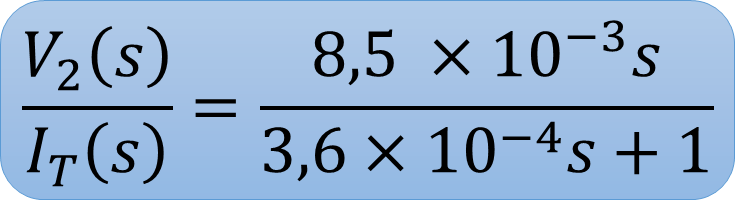 V₂(s) / I_T(s) = 8,5 × 10⁻³s / 3,6 × 10⁻⁴s + 1